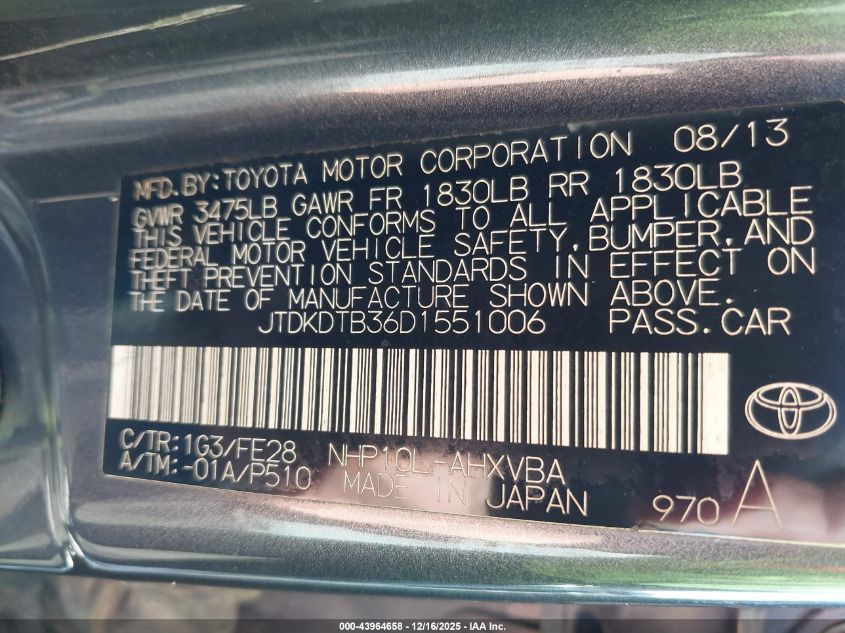 MFD.BY:TOYOTA MOTOR CORPORATION 08/13
GVWR 3475LB GAWR FR 1830LB RR 1830LB
THIS VEHICLE CONFORMS TO ALL APPLICABLE
FEDERAL MOTOR VEHICLE SAFETY,BUMPER,AND
THEFT PREVENTION STANDARDS IN EFFECT ON
THE DATE OF MANUFACTURE SHOWN ABOVE.
JTDKDTB36D1551006 PASS.CAR
C/TR:1G3/FE28 NHP10L-AHXVBA
A/TM:-01A/P510 MADE IN JAPAN 970 A
000-43964658 - 12/16/2025 - IAA Inc.